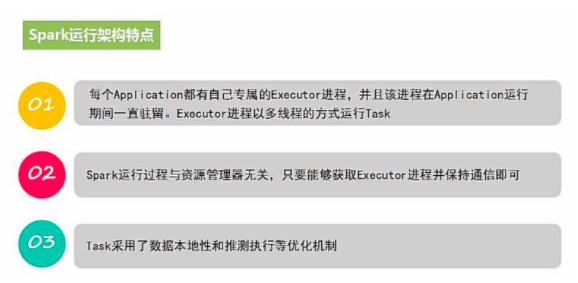 Spark运行架构特点
01
每个Application都有自己专属的Executor进程，并且该进程在Application运行
期间一直驻留。Executor进程以多线程的方式运行Task
02
Spark运行过程与资源管理器无关，只要能够获取Executor进程并保持通信即可
03
Task采用了数据本地性和推测执行等优化机制